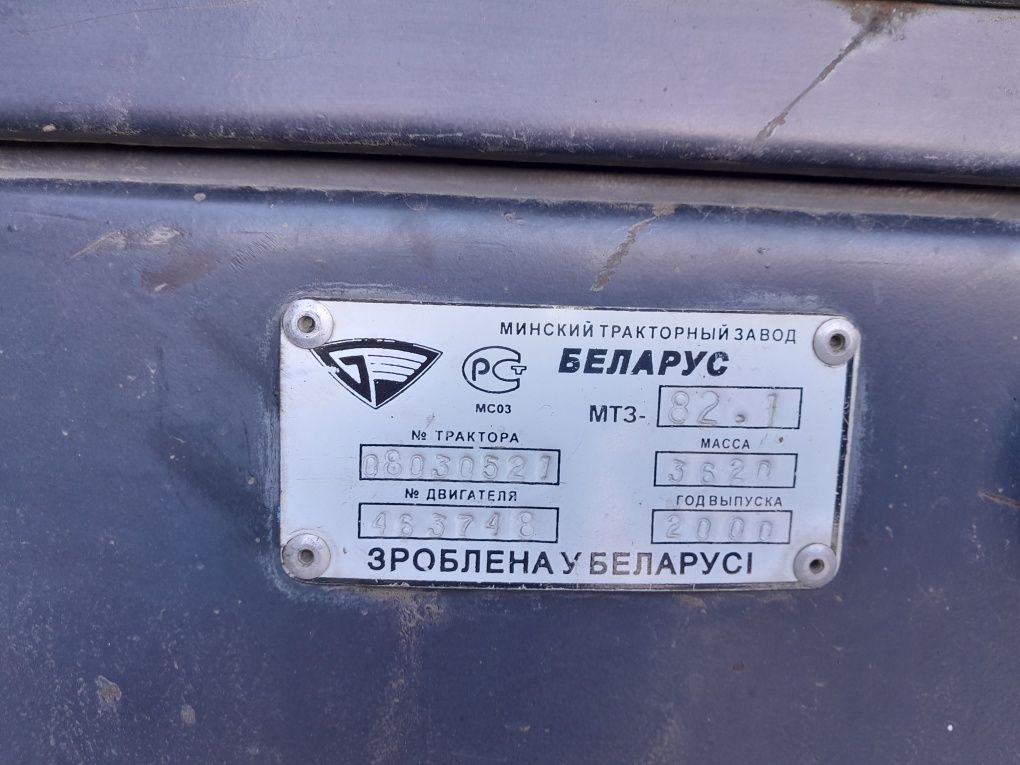 МИНСКИЙ ТРАКТОРНЫЙ ЗАВОД
БЕЛАРУС
РСТ
МС03
МТЗ- 82.1
№ ТРАКТОРА
08030521
МАССА
3620
№ ДВИГАТЕЛЯ
463748
ГОД ВЫПУСКА
2000
ЗРОБЛЕНА У БЕЛАРУСІ